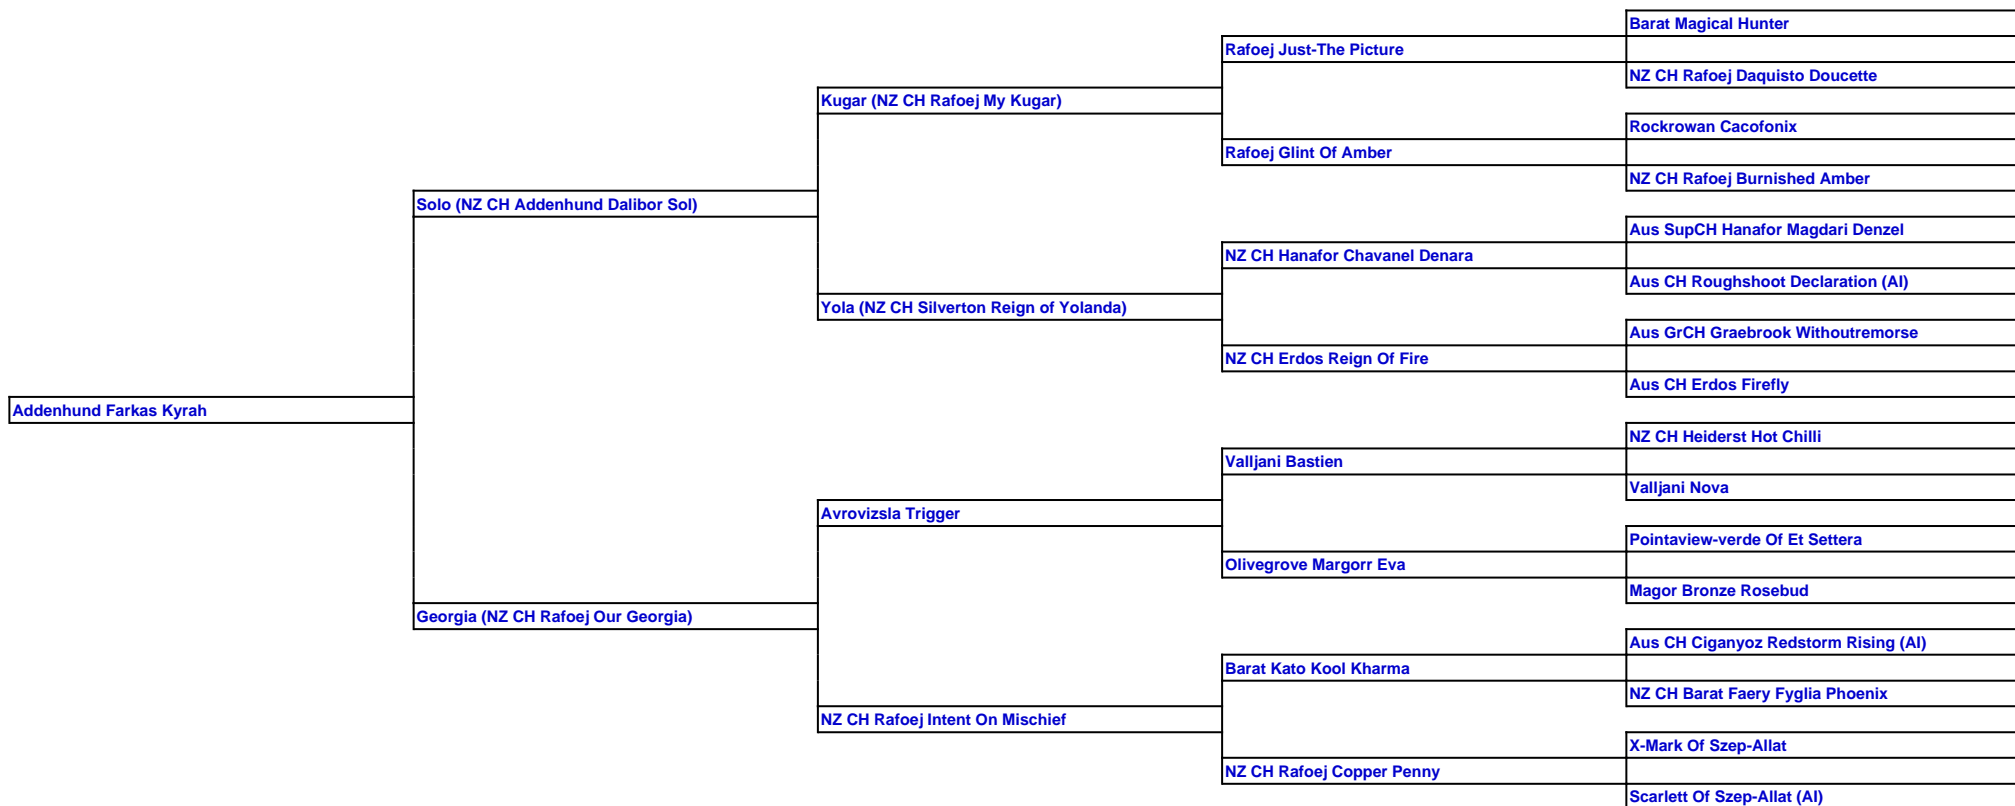 Barat Magical Hunter
Rafoej Just-The Picture
NZ CH Rafoej Daquisto Doucette
Kugar (NZ CH Rafoej My Kugar)
Rockrowan Cacofonix
Rafoej Glint Of Amber
NZ CH Rafoej Burnished Amber
Solo (NZ CH Addenhund Dalibor Sol)
Aus SupCH Hanafor Magdari Denzel
NZ CH Hanafor Chavanel Denara
Aus CH Roughshoot Declaration (AI)
Yola (NZ CH Silverton Reign of Yolanda)
Aus GrCH Graebrook Withoutremorse
NZ CH Erdos Reign Of Fire
Aus CH Erdos Firefly
Addenhund Farkas Kyrah
NZ CH Heiderst Hot Chilli
Valljani Bastien
Valljani Nova
Avrovizsla Trigger
Pointaview-verde Of Et Settera
Olivegrove Margorr Eva
Magor Bronze Rosebud
Georgia (NZ CH Rafoej Our Georgia)
Aus CH Ciganyoz Redstorm Rising (AI)
Barat Kato Kool Kharma
NZ CH Barat Faery Fyglia Phoenix
NZ CH Rafoej Intent On Mischief
X-Mark Of Szep-Allat
NZ CH Rafoej Copper Penny
Scarlett Of Szep-Allat (AI)